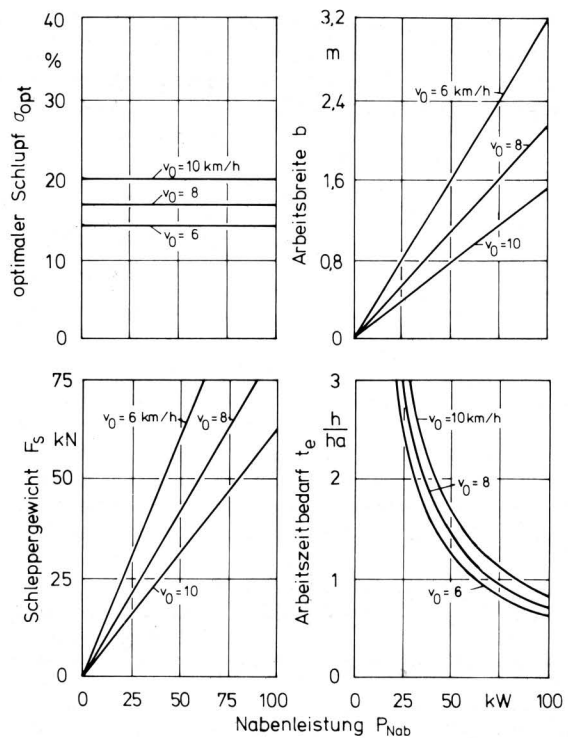 optimaler Schlupf σopt
40
%
30
20
10
0
v0=10 km/h
v0= 8
v0= 6
Arbeitsbreite b
3,2
m
2,4
1,6
0,8
0
v0= 6 km/h
v0=8
v0=10
Schleppergewicht FS
75
kN
50
25
0
v0= 6 km/h
v0=8
v0=10
0 25 50 75 100
Arbeitszeitbedarf te
3
h
ha
2
1
0
v0=10km/h
v0= 8
v0= 6
0 25 50 kW 100
Nabenleistung PNab